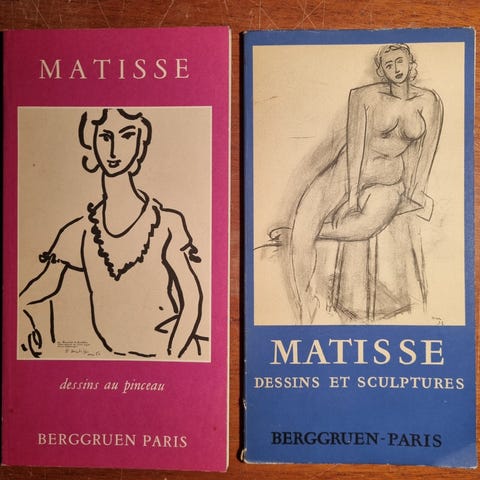 MATISSE
dessins au pinceau
BERGGRUEN PARIS
MATISSE
DESSINS ET SCULPTURES
BERGGRUEN-PARIS